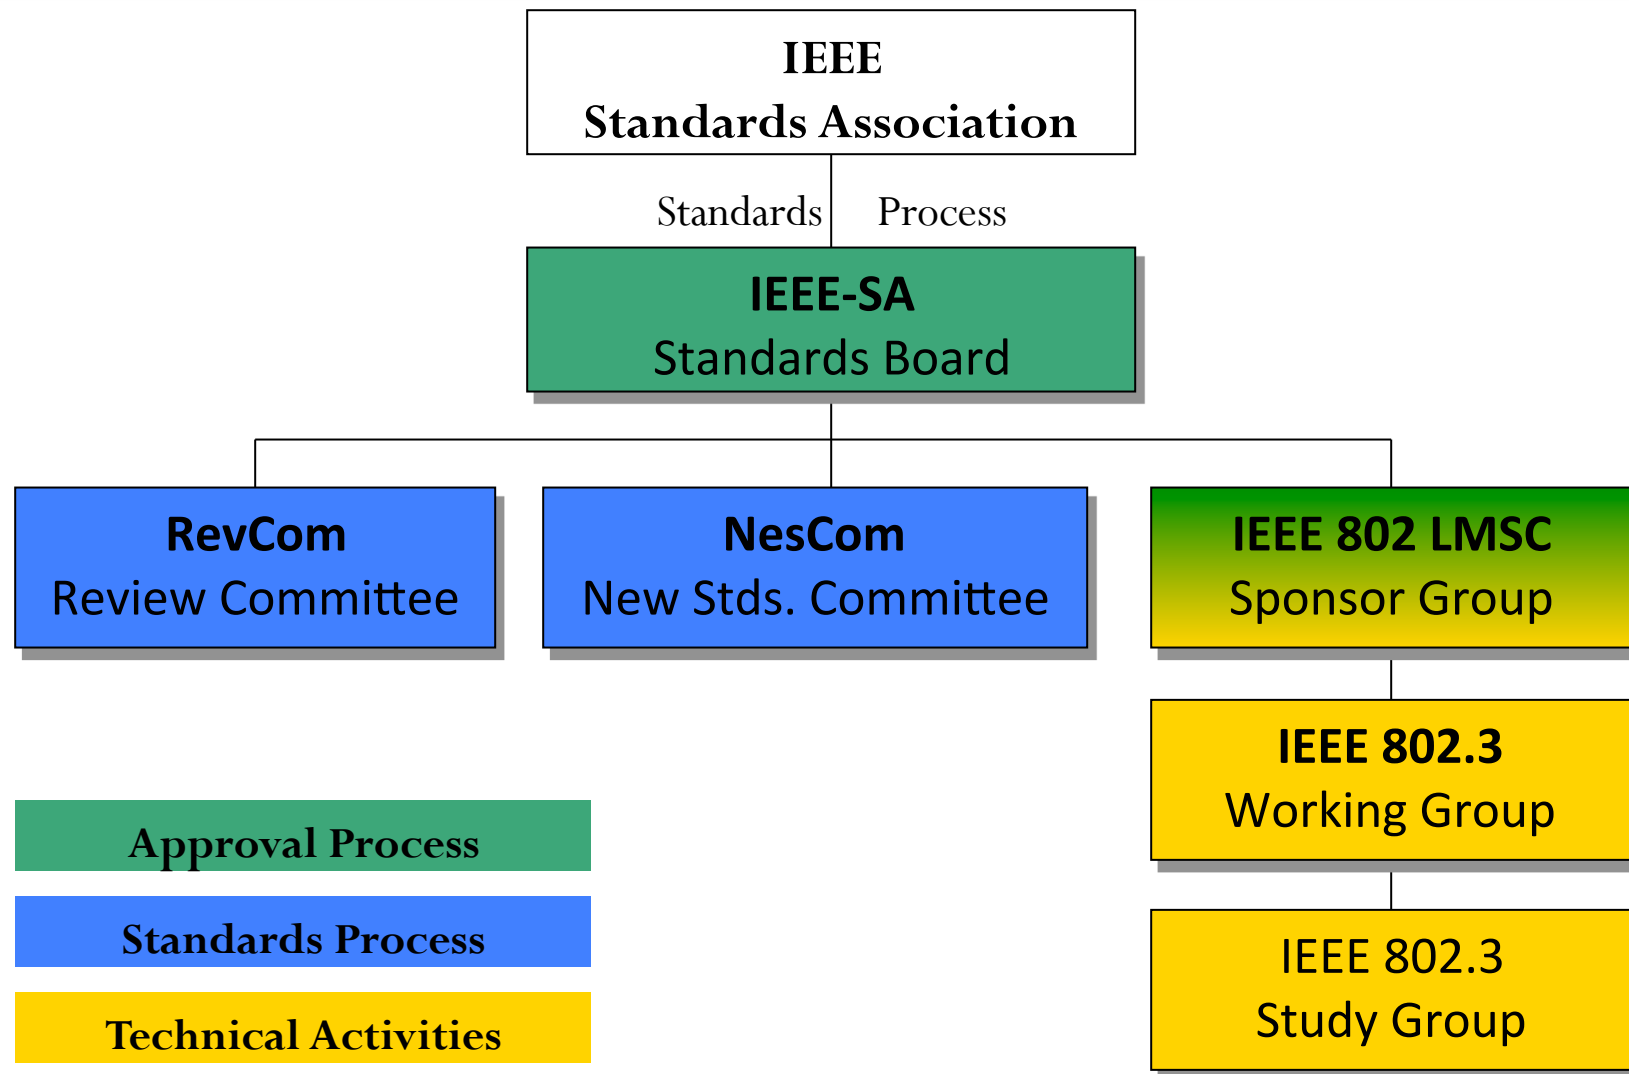 IEEE
Standards Association
Standards Process
IEEE-SA
Standards Board
RevCom
Review Committee
NesCom
New Stds. Committee
IEEE 802 LMSC
Sponsor Group
IEEE 802.3
Working Group
IEEE 802.3
Study Group
Approval Process
Standards Process
Technical Activities